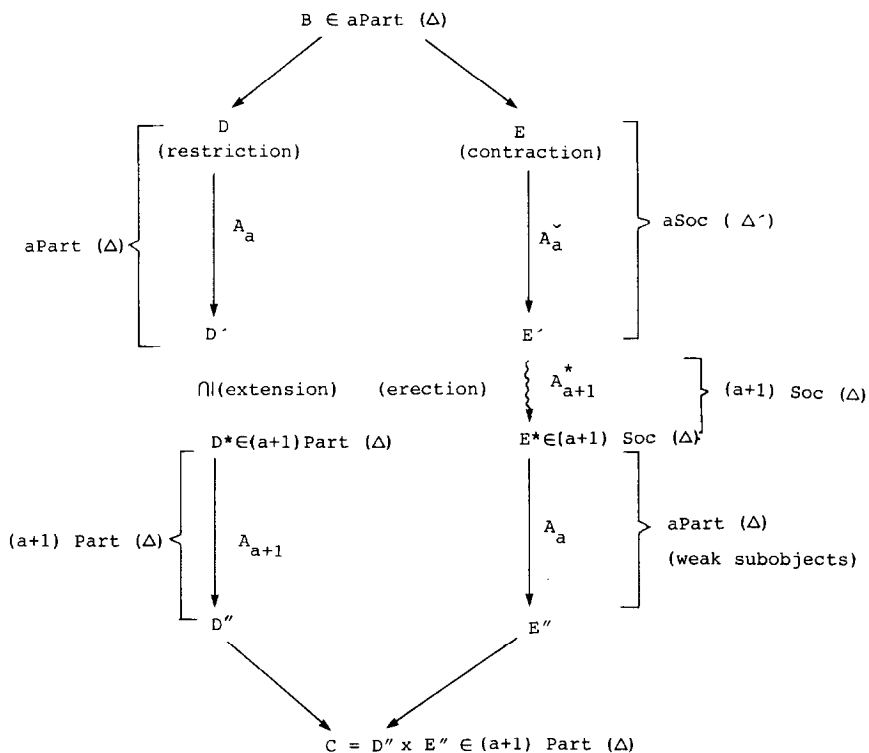 B ∈ aPart (Δ)
D
(restriction)
E
(contraction)
aPart (Δ)
A_a
A_a˘
aSoc ( Δ´)
D´
E´
∩|(extension)
(erection)
A*_{a+1}
(a+1) Soc (Δ)
D*∈(a+1)Part (Δ)
E*∈(a+1) Soc (Δ)
(a+1) Part (Δ)
A_{a+1}
A_a
aPart (Δ)
(weak subobjects)
D″
E″
C = D″ x E″ ∈ (a+1) Part (Δ)